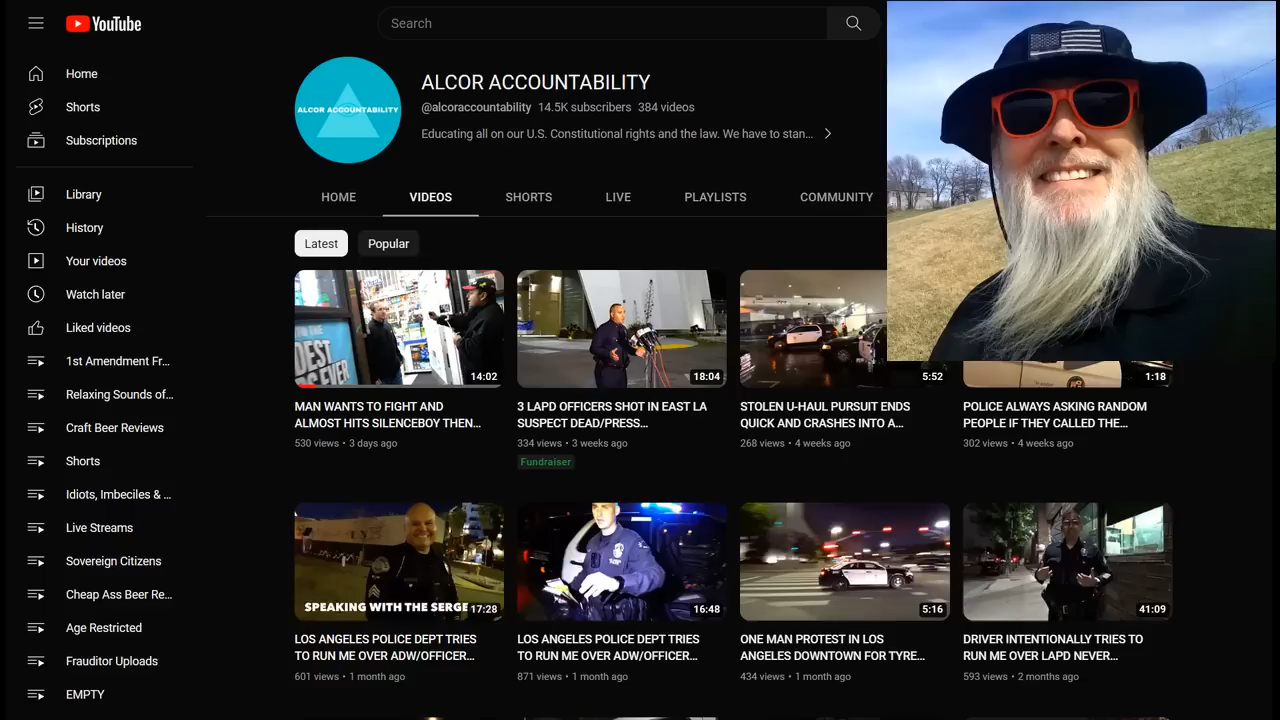 YouTube
Search
Home
Shorts
Subscriptions
Library
History
Your videos
Watch later
Liked videos
1st Amendment Fr...
Relaxing Sounds of...
Craft Beer Reviews
Shorts
Idiots, Imbeciles & ...
Live Streams
Sovereign Citizens
Cheap Ass Beer Re...
Age Restricted
Frauditor Uploads
EMPTY
ALCOR ACCOUNTABILITY
ALCOR ACCOUNTABILITY
@alcoraccountability 14.5K subscribers 384 videos
Educating all on our U.S. Constitutional rights and the law. We have to stan...
HOME VIDEOS SHORTS LIVE PLAYLISTS COMMUNITY
Latest Popular
14:02
MAN WANTS TO FIGHT AND
ALMOST HITS SILENCEBOY THEN...
530 views • 3 days ago
18:04
3 LAPD OFFICERS SHOT IN EAST LA
SUSPECT DEAD/PRESS...
334 views • 3 weeks ago
Fundraiser
5:52
STOLEN U-HAUL PURSUIT ENDS
QUICK AND CRASHES INTO A...
268 views • 4 weeks ago
1:18
POLICE ALWAYS ASKING RANDOM
PEOPLE IF THEY CALLED THE...
302 views • 4 weeks ago
SPEAKING WITH THE SERGE
17:28
LOS ANGELES POLICE DEPT TRIES
TO RUN ME OVER ADW/OFFICER...
601 views • 1 month ago
16:48
LOS ANGELES POLICE DEPT TRIES
TO RUN ME OVER ADW/OFFICER...
871 views • 1 month ago
5:16
ONE MAN PROTEST IN LOS
ANGELES DOWNTOWN FOR TYRE...
434 views • 1 month ago
41:09
DRIVER INTENTIONALLY TRIES TO
RUN ME OVER LAPD NEVER...
593 views • 2 months ago